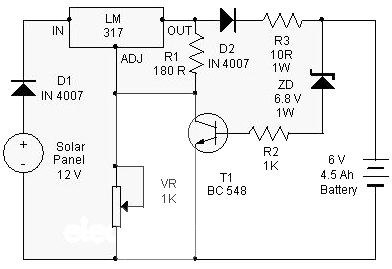 LM
317
IN
OUT
ADJ
R1
180 R
D2
IN 4007
R3
10R
1W
D1
IN 4007
ZD
6.8 V
1W
+
-
Solar
Panel
12 V
R2
1K
T1
BC 548
VR
1K
6 V
4.5 Ah
Battery